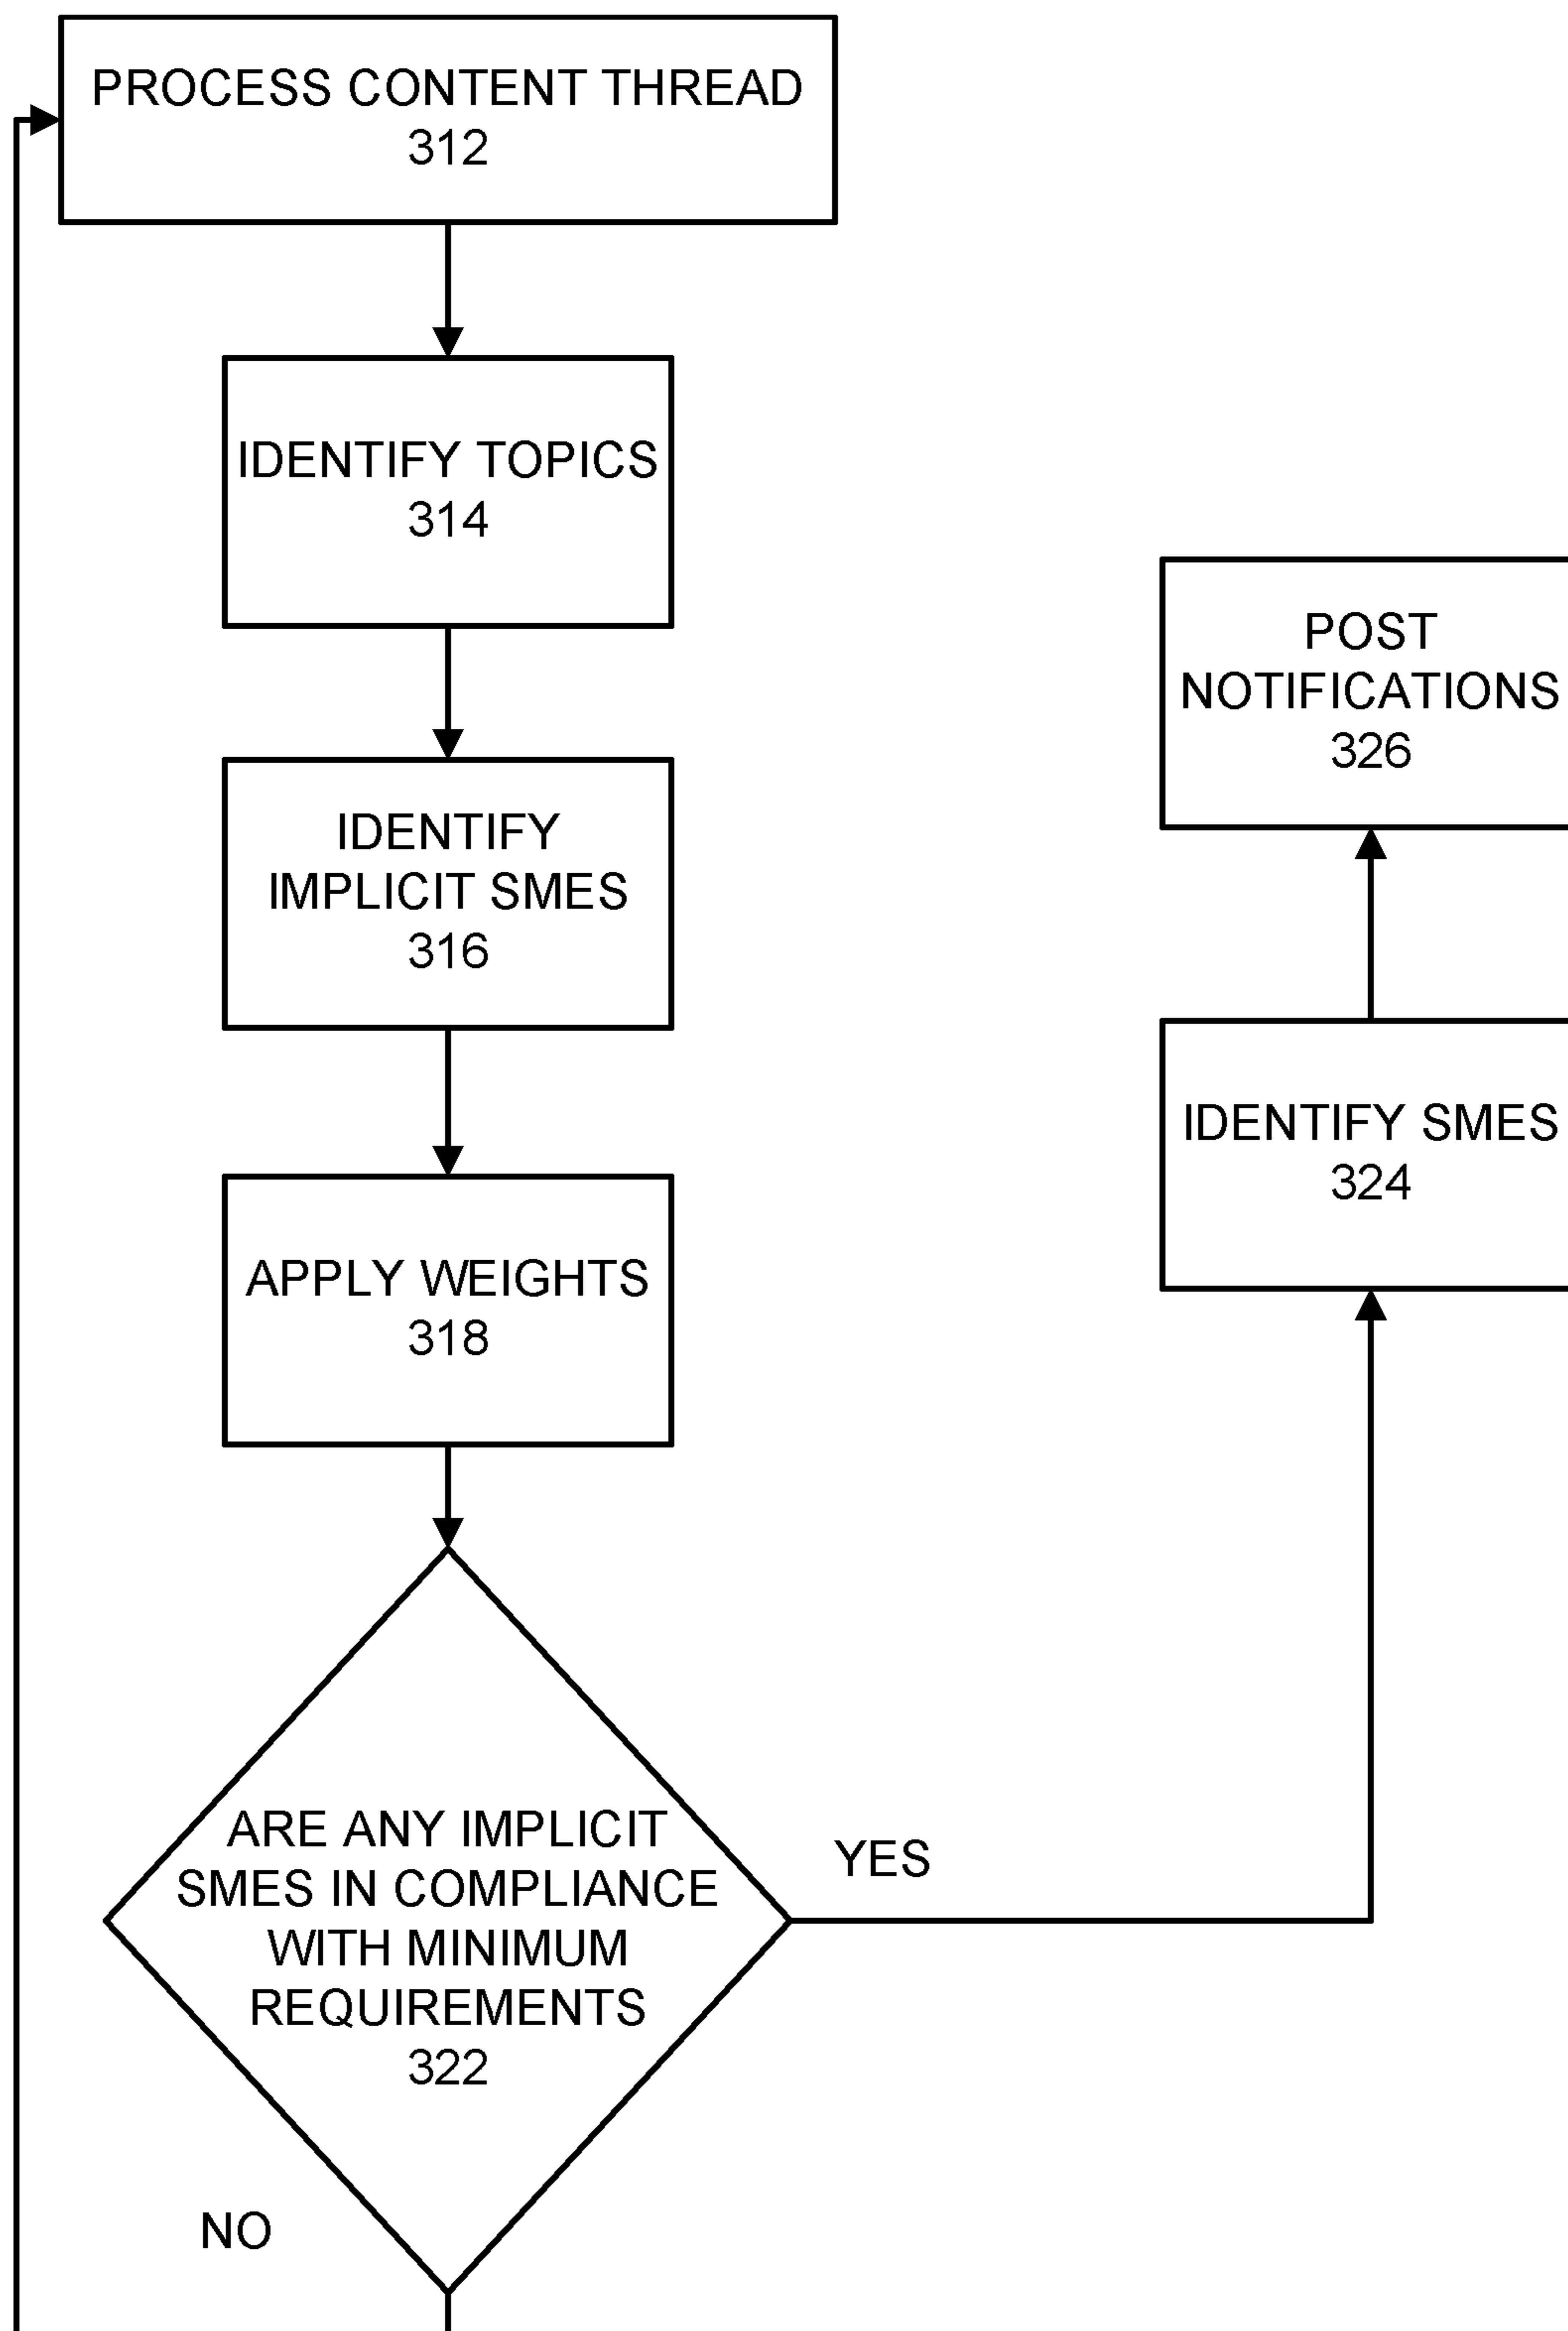 PROCESS CONTENT THREAD
312
IDENTIFY TOPICS
314
IDENTIFY
IMPLICIT SMES
316
APPLY WEIGHTS
318
ARE ANY IMPLICIT
SMES IN COMPLIANCE
WITH MINIMUM
REQUIREMENTS
322
NO
YES
IDENTIFY SMES
324
POST
NOTIFICATIONS
326